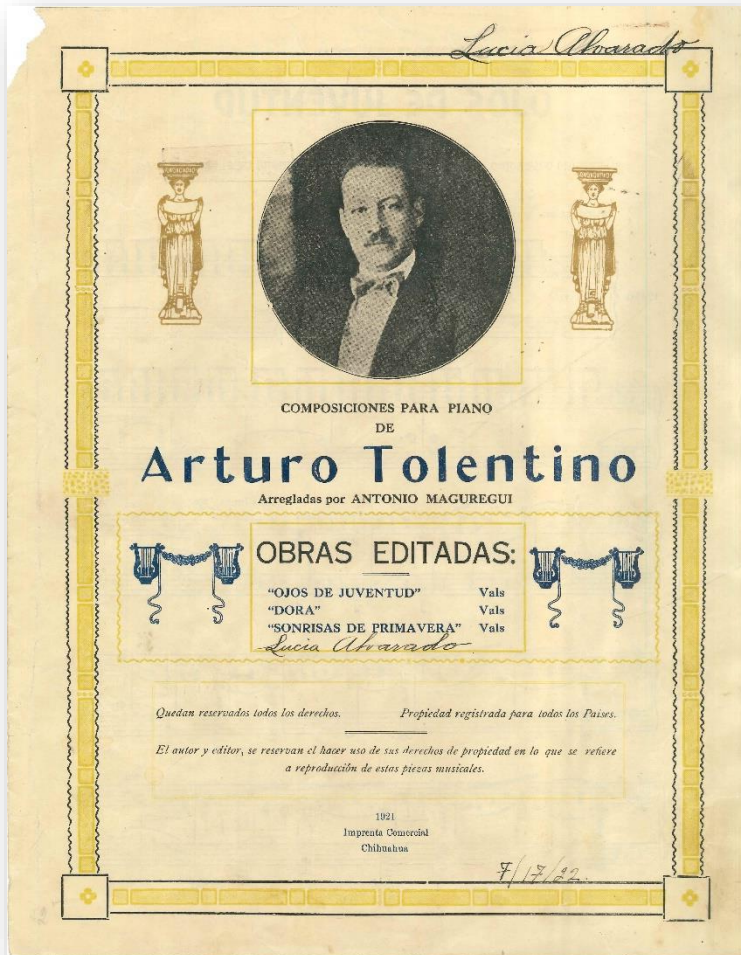 Lucia Alvarado
COMPOSICIONES PARA PIANO
DE
Arturo Tolentino
Arregladas por ANTONIO MAGUREGUI
OBRAS EDITADAS:
"OJOS DE JUVENTUD" Vals
"DORA" Vals
"SONRISAS DE PRIMAVERA" Vals
Lucia Alvarado
Quedan reservados todos los derechos. Propiedad registrada para todos los Paises.
El autor y editor, se reservan el hacer uso de sus derechos de propiedad en lo que se refiere
a reproducción de estas piezas musicales.
1921
Imprenta Comercial
Chihuahua
7/17/22.